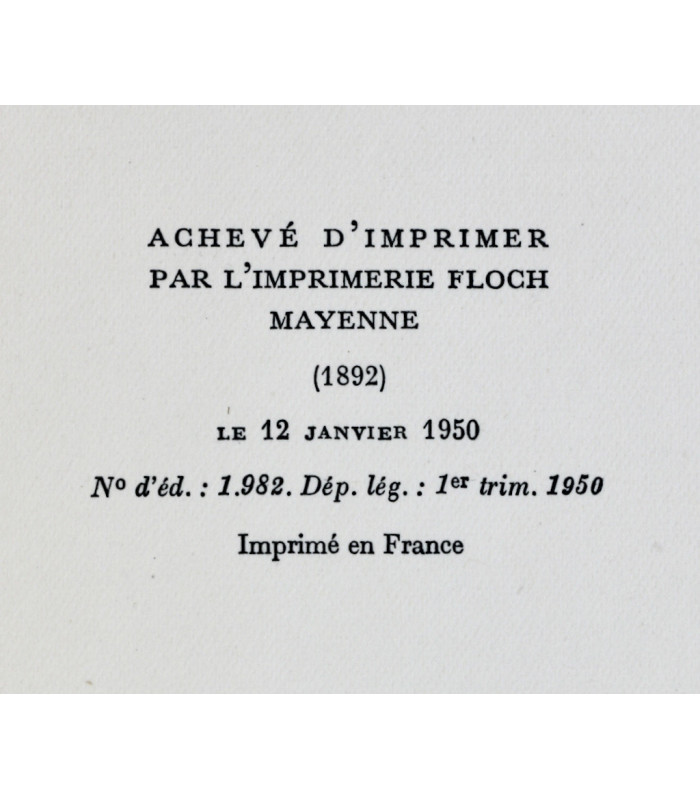 ACHEVÉ D'IMPRIMER
PAR L'IMPRIMERIE FLOCH
MAYENNE
(1892)
LE 12 JANVIER 1950
Nº d'éd. : 1.982. Dép. lég. : 1er trim. 1950
Imprimé en France